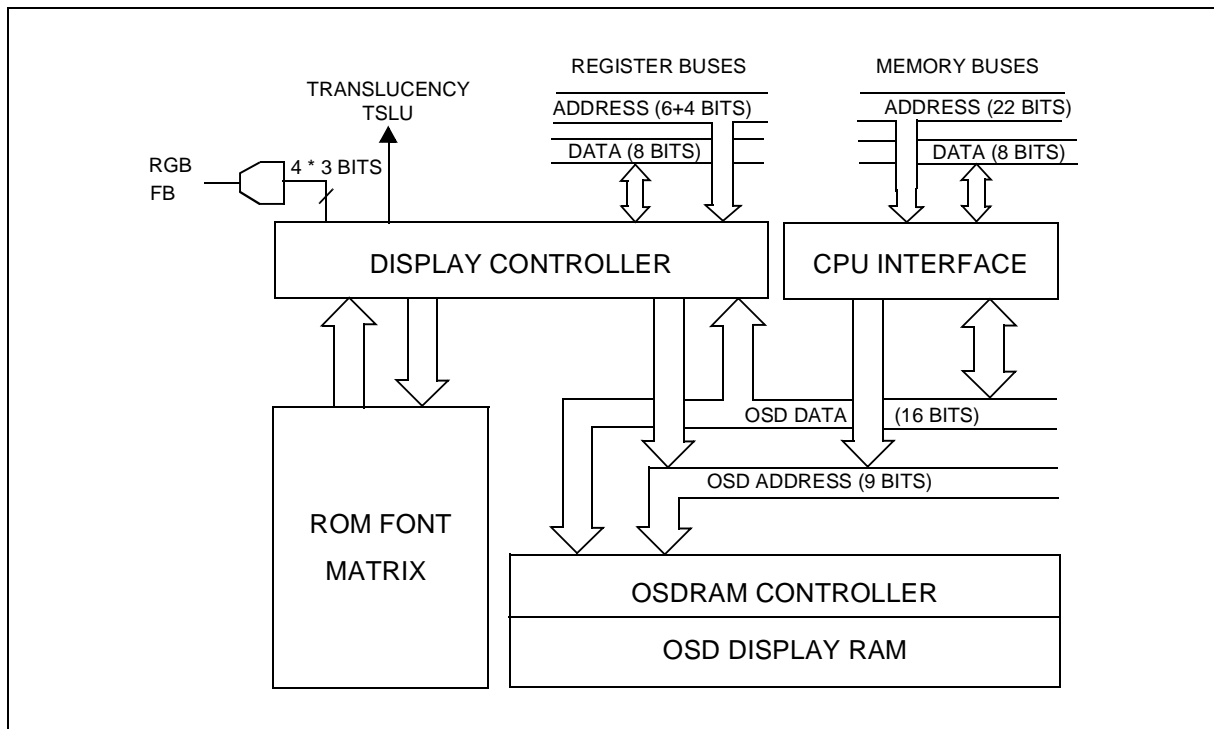 REGISTER BUSES
MEMORY BUSES
TRANSLUCENCY
TSLU
ADDRESS (6+4 BITS)
ADDRESS (22 BITS)
DATA (8 BITS)
DATA (8 BITS)
RGB
FB
4 * 3 BITS
DISPLAY CONTROLLER
CPU INTERFACE
OSD DATA (16 BITS)
OSD ADDRESS (9 BITS)
ROM FONT
MATRIX
OSDRAM CONTROLLER
OSD DISPLAY RAM